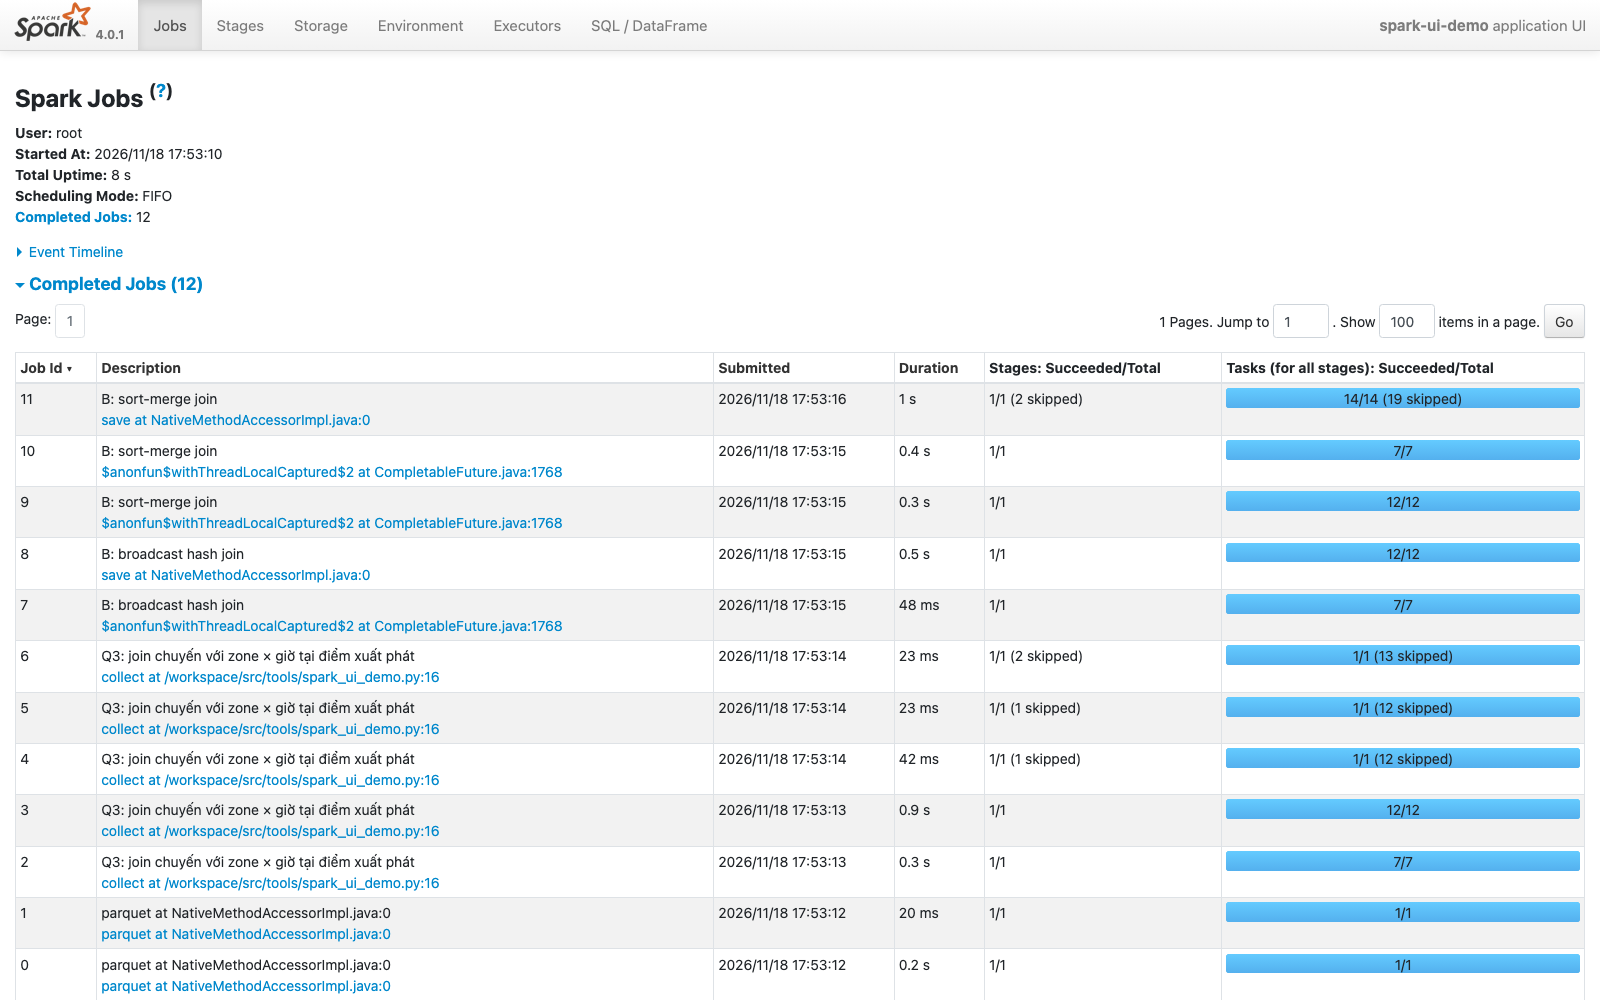 APACHE
Spark 4.0.1 Jobs Stages Storage Environment Executors SQL / DataFrame spark-ui-demo application UI
Spark Jobs (?)
User: root
Started At: 2026/11/18 17:53:10
Total Uptime: 8 s
Scheduling Mode: FIFO
Completed Jobs: 12
Event Timeline
Completed Jobs (12)
Page: 1 1 Pages. Jump to 1 . Show 100 items in a page. Go
Job Id ▾ Description Submitted Duration Stages: Succeeded/Total Tasks (for all stages): Succeeded/Total
11 B: sort-merge join 2026/11/18 17:53:16 1 s 1/1 (2 skipped) 14/14 (19 skipped)
save at NativeMethodAccessorImpl.java:0
10 B: sort-merge join 2026/11/18 17:53:15 0.4 s 1/1 7/7
$anonfun$withThreadLocalCaptured$2 at CompletableFuture.java:1768
9 B: sort-merge join 2026/11/18 17:53:15 0.3 s 1/1 12/12
$anonfun$withThreadLocalCaptured$2 at CompletableFuture.java:1768
8 B: broadcast hash join 2026/11/18 17:53:15 0.5 s 1/1 12/12
save at NativeMethodAccessorImpl.java:0
7 B: broadcast hash join 2026/11/18 17:53:15 48 ms 1/1 7/7
$anonfun$withThreadLocalCaptured$2 at CompletableFuture.java:1768
6 Q3: join chuyến với zone × giờ tại điểm xuất phát 2026/11/18 17:53:14 23 ms 1/1 (2 skipped) 1/1 (13 skipped)
collect at /workspace/src/tools/spark_ui_demo.py:16
5 Q3: join chuyến với zone × giờ tại điểm xuất phát 2026/11/18 17:53:14 23 ms 1/1 (1 skipped) 1/1 (12 skipped)
collect at /workspace/src/tools/spark_ui_demo.py:16
4 Q3: join chuyến với zone × giờ tại điểm xuất phát 2026/11/18 17:53:14 42 ms 1/1 (1 skipped) 1/1 (12 skipped)
collect at /workspace/src/tools/spark_ui_demo.py:16
3 Q3: join chuyến với zone × giờ tại điểm xuất phát 2026/11/18 17:53:13 0.9 s 1/1 12/12
collect at /workspace/src/tools/spark_ui_demo.py:16
2 Q3: join chuyến với zone × giờ tại điểm xuất phát 2026/11/18 17:53:13 0.3 s 1/1 7/7
collect at /workspace/src/tools/spark_ui_demo.py:16
1 parquet at NativeMethodAccessorImpl.java:0 2026/11/18 17:53:12 20 ms 1/1 1/1
parquet at NativeMethodAccessorImpl.java:0
0 parquet at NativeMethodAccessorImpl.java:0 2026/11/18 17:53:12 0.2 s 1/1 1/1
parquet at NativeMethodAccessorImpl.java:0